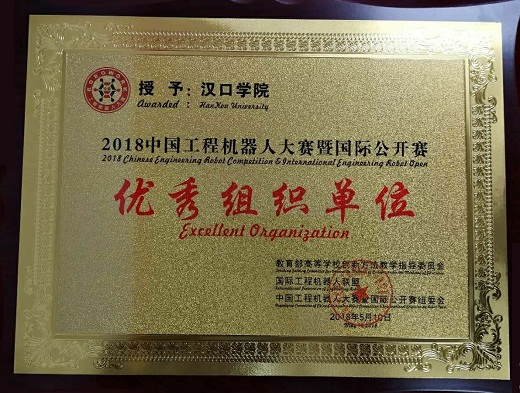 授 予：汉口学院
Awarded : HanKou University
2018中国工程机器人大赛暨国际公开赛
2018 Chinese Engineering Robot Competition & International Engineering Robot Open
优秀组织单位
Excellent Organization
教育部高等学校创新方法教学指导委员会
国际工程机器人联盟
中国工程机器人大赛暨国际公开赛组委会
2018年5月10日